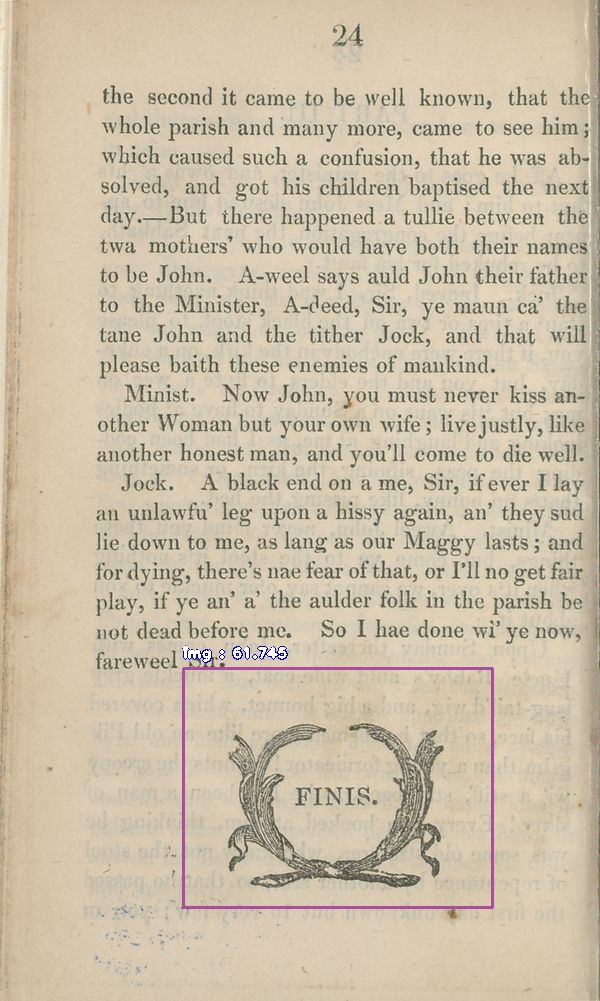 24
the second it came to be well known, that the
whole parish and many more, came to see him;
which caused such a confusion, that he was ab-
solved, and got his children baptised the next
day.—But there happened a tullie between the
twa mothers' who would have both their names
to be John. A-weel says auld John their father
to the Minister, A-deed, Sir, ye maun ca' the
tane John and the tither Jock, and that will
please baith these enemies of mankind.
Minist. Now John, you must never kiss an-
other Woman but your own wife; live justly, like
another honest man, and you'll come to die well.
Jock. A black end on a me, Sir, if ever I lay
an unlawfu' leg upon a hissy again, an' they sud
lie down to me, as lang as our Maggy lasts; and
for dying, there's nae fear of that, or I'll no get fair
play, if ye an' a' the aulder folk in the parish be
not dead before me. So I hae done wi' ye now,
fareweel Sir.
img : 61.745
FINIS.